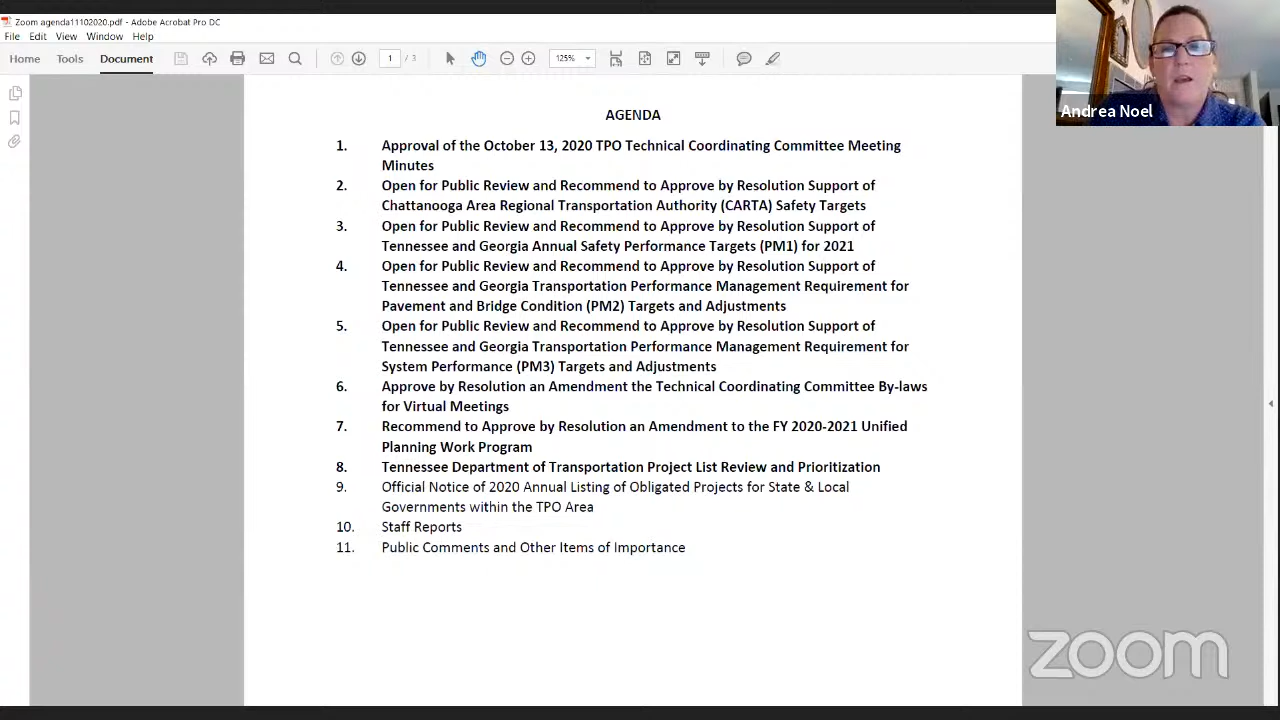 Zoom agenda11102020.pdf - Adobe Acrobat Pro DC
File Edit View Window Help
Home Tools Document
1 / 3
125%
Andrea Noel
AGENDA
1. Approval of the October 13, 2020 TPO Technical Coordinating Committee Meeting
Minutes
2. Open for Public Review and Recommend to Approve by Resolution Support of
Chattanooga Area Regional Transportation Authority (CARTA) Safety Targets
3. Open for Public Review and Recommend to Approve by Resolution Support of
Tennessee and Georgia Annual Safety Performance Targets (PM1) for 2021
4. Open for Public Review and Recommend to Approve by Resolution Support of
Tennessee and Georgia Transportation Performance Management Requirement for
Pavement and Bridge Condition (PM2) Targets and Adjustments
5. Open for Public Review and Recommend to Approve by Resolution Support of
Tennessee and Georgia Transportation Performance Management Requirement for
System Performance (PM3) Targets and Adjustments
6. Approve by Resolution an Amendment the Technical Coordinating Committee By-laws
for Virtual Meetings
7. Recommend to Approve by Resolution an Amendment to the FY 2020-2021 Unified
Planning Work Program
8. Tennessee Department of Transportation Project List Review and Prioritization
9. Official Notice of 2020 Annual Listing of Obligated Projects for State & Local
Governments within the TPO Area
10. Staff Reports
11. Public Comments and Other Items of Importance
zoom